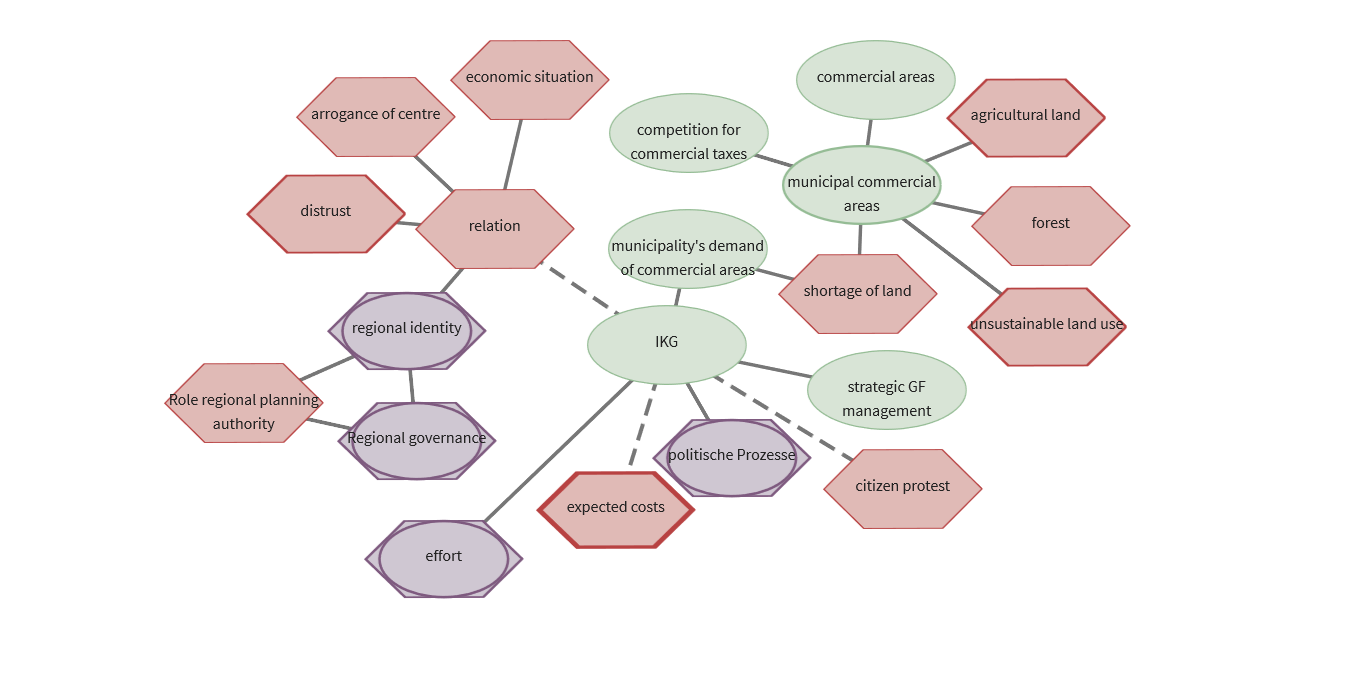 economic situation
commercial areas
arrogance of centre
agricultural land
competition for
commercial taxes
municipal commercial
areas
distrust
relation
forest
municipality's demand
of commercial areas
shortage of land
unsustainable land use
regional identity
IKG
strategic GF
management
Role regional planning
authority
Regional governance
politische Prozesse
citizen protest
expected costs
effort